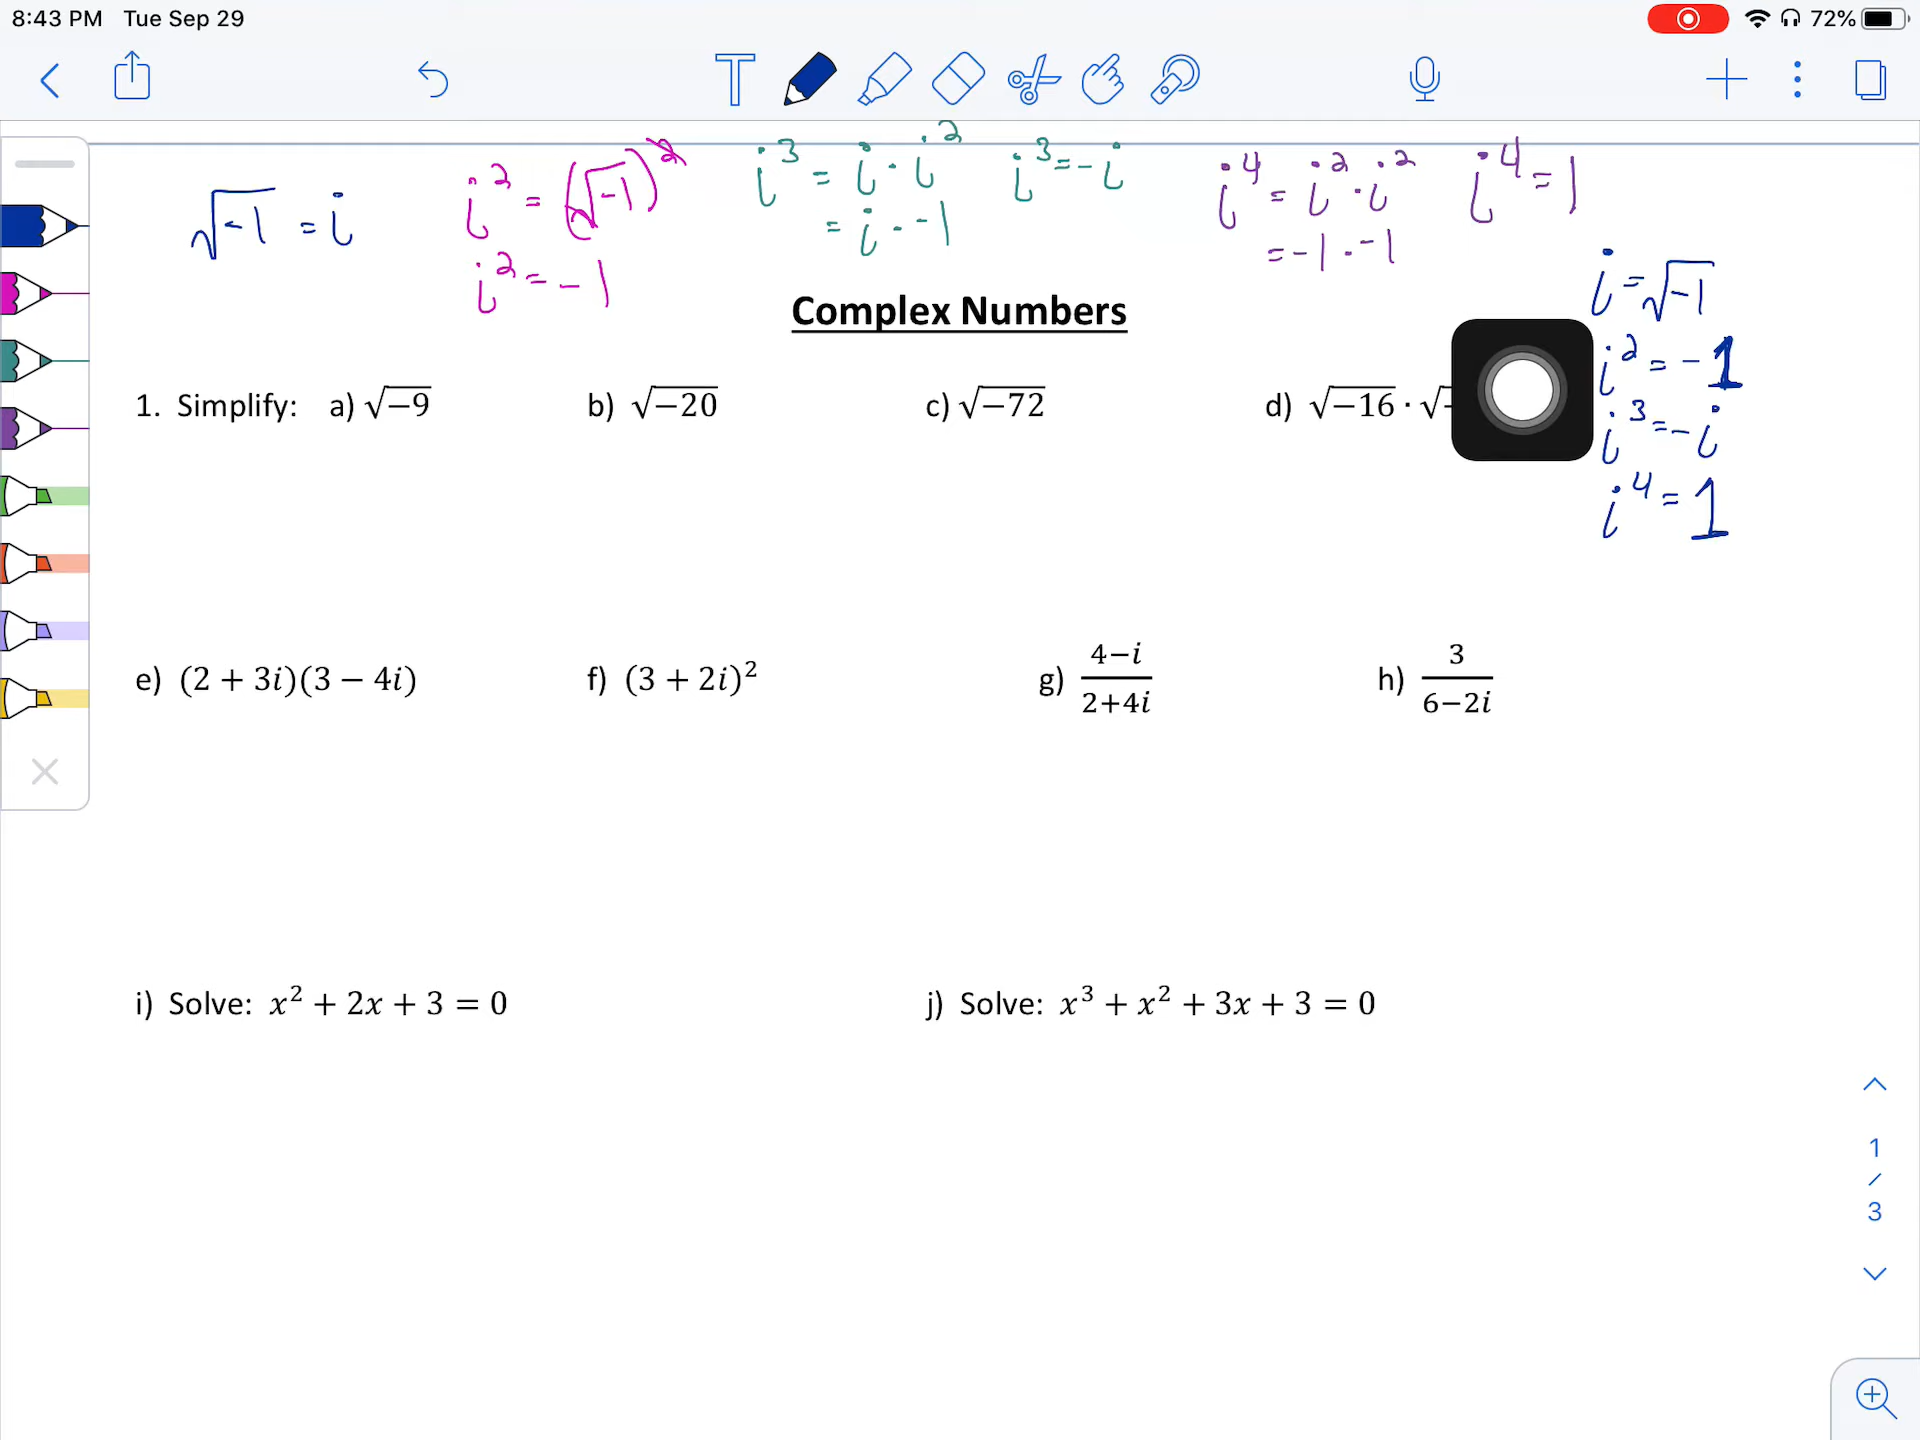 8:43 PM Tue Sep 29 72%
T
√-1 = i
i² = (√-1)²
i² = -1
i³ = i · i²
= i · -1
i³ = -i
i⁴ = i² · i²
= -1 · -1
i⁴ = 1
i = √-1
i² = -1
i³ = -i
i⁴ = 1
Complex Numbers
1. Simplify: a) √−9 b) √−20 c) √−72 d) √−16 · √−
e) (2 + 3i)(3 − 4i) f) (3 + 2i)² g) 4−i / 2+4i h) 3 / 6−2i
i) Solve: x² + 2x + 3 = 0 j) Solve: x³ + x² + 3x + 3 = 0
1
/
3